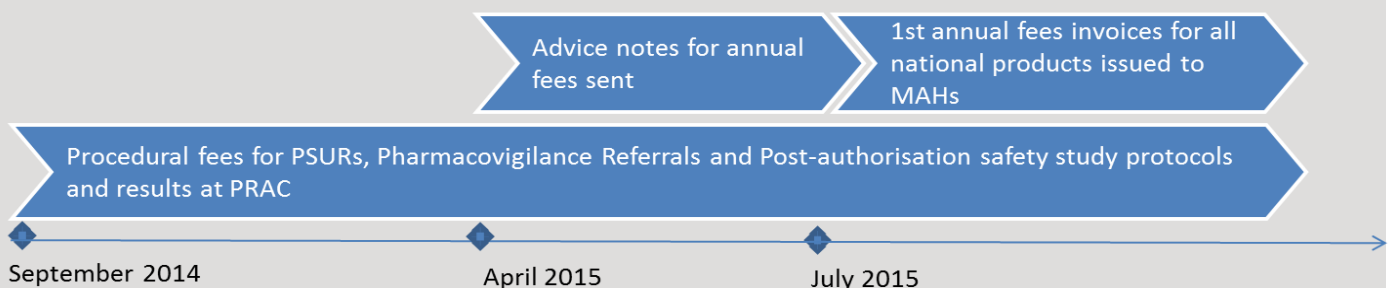 Advice notes for annual
fees sent
1st annual fees invoices for all
national products issued to
MAHs
Procedural fees for PSURs, Pharmacovigilance Referrals and Post-authorisation safety study protocols
and results at PRAC
September 2014
April 2015
July 2015